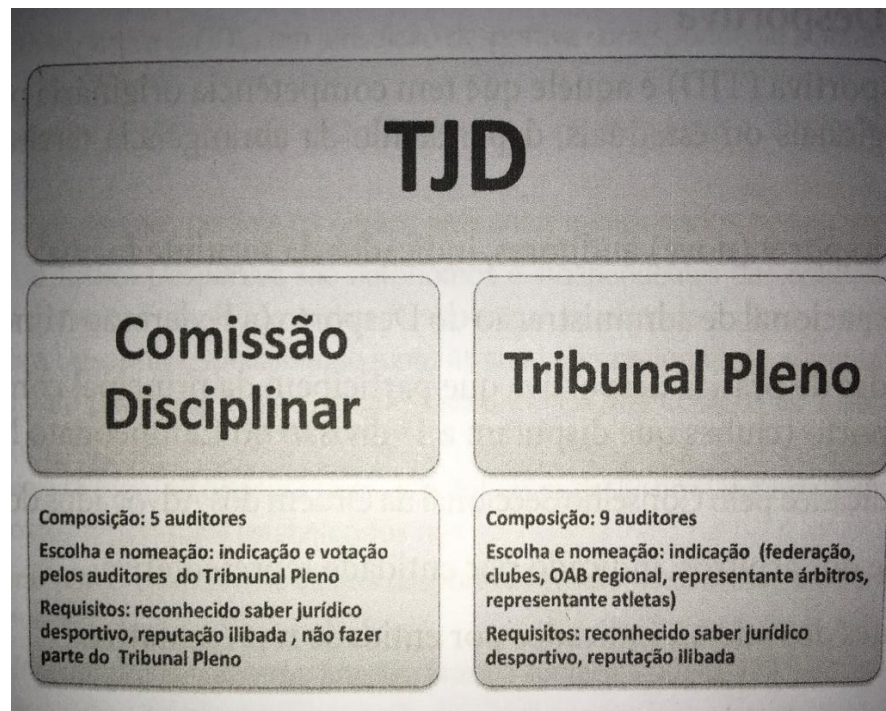 TJD
Comissão
Disciplinar
Composição: 5 auditores
Escolha e nomeação: indicação e votação
pelos auditores do Tribnunal Pleno
Requisitos: reconhecido saber jurídico
desportivo, reputação ilibada , não fazer
parte do Tribunal Pleno
Tribunal Pleno
Composição: 9 auditores
Escolha e nomeação: indicação (federação,
clubes, OAB regional, representante árbitros,
representante atletas)
Requisitos: reconhecido saber jurídico
desportivo, reputação ilibada